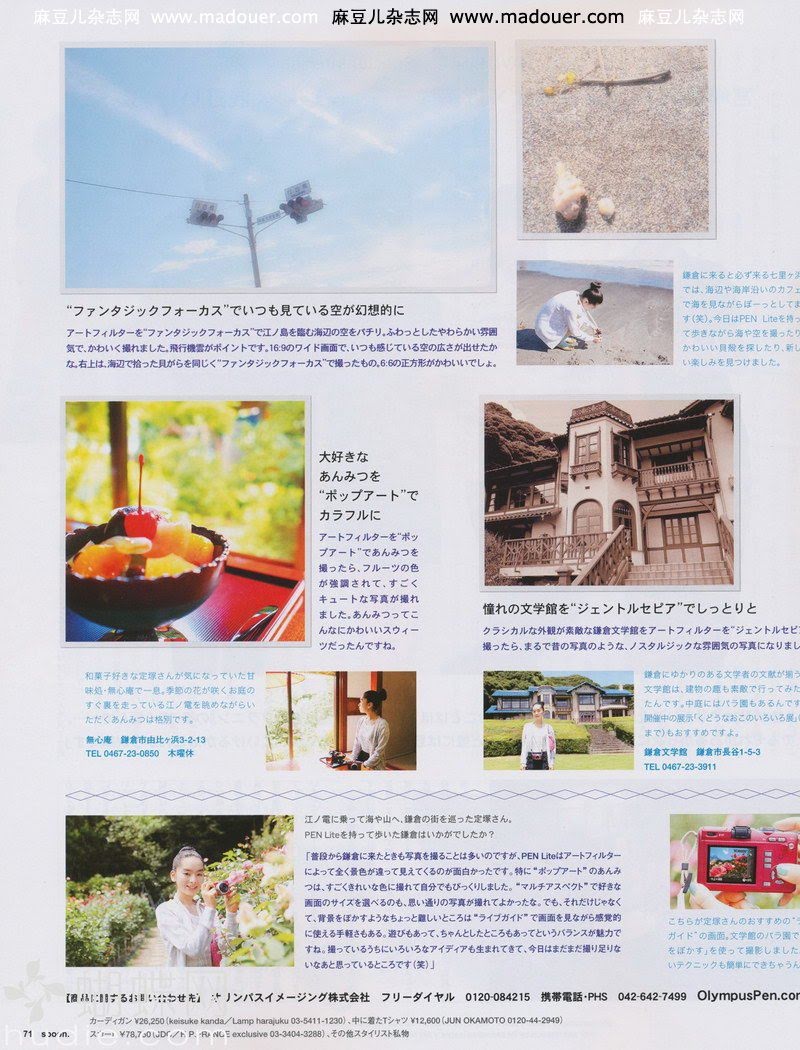 麻豆儿杂志网 www.madouer.com 麻豆儿杂志网 www.madouer.com 麻豆儿杂志网
“ファンタジックフォーカス”でいつも見ている空が幻想的に
アートフィルターを“ファンタジックフォーカス”で江ノ島を臨む海辺の空をパチリ。ふわっとしたやわらかい雰囲
気で、かわいく撮れました。飛行機雲がポイントです。16:9のワイド画面で、いつも感じている空の広さが出せたか
な。右上は、海辺で拾った貝がらを同じく“ファンタジックフォーカス”で撮ったもの。6:6の正方形がかわいいでしょ。
鎌倉に来ると必ず来る七里ヶ浜
では、海辺や海岸沿いのカフェ
で海を見ながらぼーっとしてま
す(笑)。今日はPEN Liteを持っ
て歩きながら海や空を撮ったり
かわいい貝殻を探したり、新し
い楽しみを見つけました。
大好きな
あんみつを
“ポップアート”で
カラフルに
アートフィルターを“ポッ
プアート”であんみつを
撮ったら、フルーツの色
が強調されて、すごく
キュートな写真が撮れ
ました。あんみつってこ
んなにかわいいスウィー
ツだったんですね。
憧れの文学館を“ジェントルセピア”でしっとりと
クラシカルな外観が素敵な鎌倉文学館をアートフィルターを“ジェントルセピア
撮ったら、まるで昔の写真のような、ノスタルジックな雰囲気の写真になりまし
和菓子好きな定塚さんが気になっていた甘
味処・無心庵で一息。季節の花が咲くお庭の
すぐ裏を走っている江ノ電を眺めながらい
ただくあんみつは格別です。
無心庵 鎌倉市由比ヶ浜3-2-13
TEL 0467-23-0850 木曜休
鎌倉にゆかりのある文学者の文献が揃う
文学館は、建物の趣も素敵で行ってみた
たんです。中庭にはバラ園もあるんです
開催中の展示「くどうなおこのいろいろ展」
まで)もおすすめですよ。
鎌倉文学館 鎌倉市長谷1-5-3
TEL 0467-23-3911
江ノ電に乗って海や山へ、鎌倉の街を巡った定塚さん。
PEN Liteを持って歩いた鎌倉はいかがでしたか?
「普段から鎌倉に来たときも写真を撮ることは多いのですが、PEN Liteはアートフィルター
によって全く景色が違って見えてくるのが面白かったです。特に“ポップアート”のあんみ
つは、すごくきれいな色に撮れて自分でもびっくりしました。“マルチアスペクト”で好きな
画面のサイズを選べるのも、思い通りの写真が撮れてよかったな。でも、それだけじゃなく
て、背景をぼかすようなちょっと難しいところは“ライブガイド”で画面を見ながら感覚的
に使える手軽さもある。遊びもあって、ちゃんとしたところもあってというバランスが魅力で
すね。撮っているうちにいろいろなアイディアも生まれてきて、今日はまだまだ撮り足りな
いなあと思っているところです(笑)」
こちらが定塚さんのおすすめの“ラ
ガイド”の画面。文学館のバラ園で
をぼかす」を使って撮影しました。
いテクニックも簡単にできちゃうん
【商品に関するお問い合わせ先】 オリンパスイメージング株式会社 フリーダイヤル 0120-084215 携帯電話・PHS 042-642-7499 OlympusPen.com
カーディガン ¥26,250(keisuke kanda/Lamp harajuku 03-5411-1230)、中に着たTシャツ ¥12,600(JUN OKAMOTO 0120-44-2949)
71 spoon.
exclusive 03-3404-3288)、その他スタイリスト私物